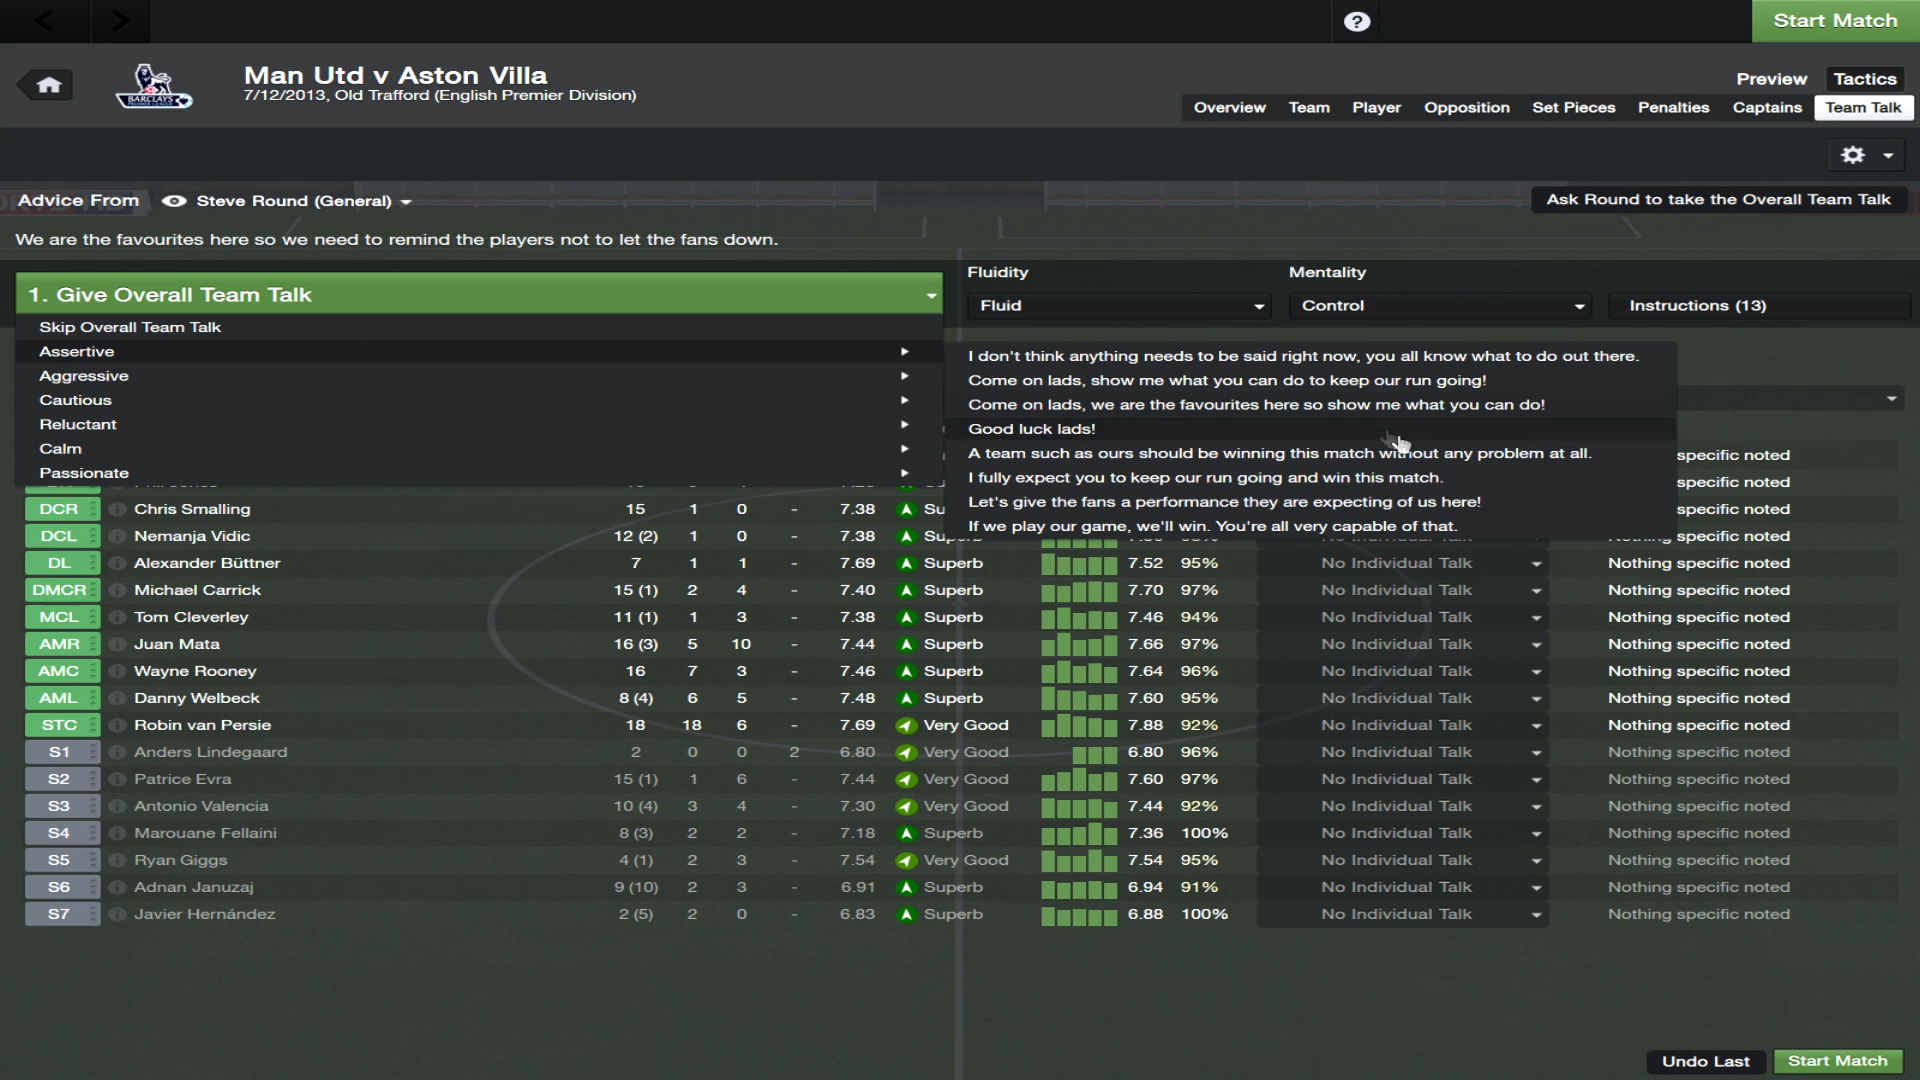 Start Match
Man Utd v Aston Villa
7/12/2013, Old Trafford (English Premier Division)
BARCLAYS
Preview Tactics
Overview Team Player Opposition Set Pieces Penalties Captains Team Talk
Advice From Steve Round (General) Ask Round to take the Overall Team Talk
We are the favourites here so we need to remind the players not to let the fans down.
Fluidity Mentality
1. Give Overall Team Talk Fluid Control Instructions (13)
Skip Overall Team Talk
Assertive
Aggressive
Cautious
Reluctant
Calm
Passionate
I don't think anything needs to be said right now, you all know what to do out there.
Come on lads, show me what you can do to keep our run going!
Come on lads, we are the favourites here so show me what you can do!
Good luck lads!
A team such as ours should be winning this match without any problem at all.
I fully expect you to keep our run going and win this match.
Let's give the fans a performance they are expecting of us here!
If we play our game, we'll win. You're all very capable of that.
specific noted
specific noted
DCR Chris Smalling 15 1 0 - 7.38 Su specific noted
DCL Nemanja Vidic 12 (2) 1 0 - 7.38 Superb No Individual Talk Nothing specific noted
DL Alexander Büttner 7 1 1 - 7.69 Superb 7.52 95% No Individual Talk Nothing specific noted
DMCR Michael Carrick 15 (1) 2 4 - 7.40 Superb 7.70 97% No Individual Talk Nothing specific noted
MCL Tom Cleverley 11 (1) 1 3 - 7.38 Superb 7.46 94% No Individual Talk Nothing specific noted
AMR Juan Mata 16 (3) 5 10 - 7.44 Superb 7.66 97% No Individual Talk Nothing specific noted
AMC Wayne Rooney 16 7 3 - 7.46 Superb 7.64 96% No Individual Talk Nothing specific noted
AML Danny Welbeck 8 (4) 6 5 - 7.48 Superb 7.60 95% No Individual Talk Nothing specific noted
STC Robin van Persie 18 18 6 - 7.69 Very Good 7.88 92% No Individual Talk Nothing specific noted
S1 Anders Lindegaard 2 0 0 2 6.80 Very Good 6.80 96% No Individual Talk Nothing specific noted
S2 Patrice Evra 15 (1) 1 6 - 7.44 Very Good 7.60 97% No Individual Talk Nothing specific noted
S3 Antonio Valencia 10 (4) 3 4 - 7.30 Very Good 7.44 92% No Individual Talk Nothing specific noted
S4 Marouane Fellaini 8 (3) 2 2 - 7.18 Superb 7.36 100% No Individual Talk Nothing specific noted
S5 Ryan Giggs 4 (1) 2 3 - 7.54 Very Good 7.54 95% No Individual Talk Nothing specific noted
S6 Adnan Januzaj 9 (10) 2 3 - 6.91 Superb 6.94 91% No Individual Talk Nothing specific noted
S7 Javier Hernández 2 (5) 2 0 - 6.83 Superb 6.88 100% No Individual Talk Nothing specific noted
Undo Last Start Match